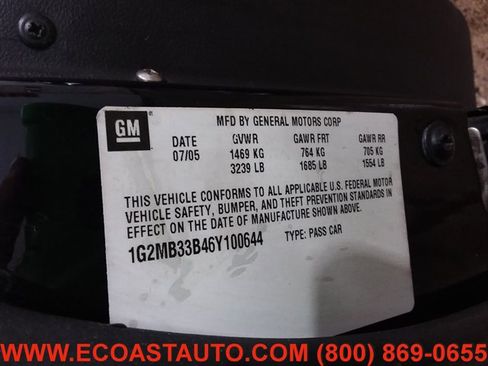 GM
MFD BY GENERAL MOTORS CORP
DATE GVWR GAWR FRT GAWR RR
07/05 1469 KG 764 KG 705 KG
3239 LB 1685 LB 1554 LB
THIS VEHICLE CONFORMS TO ALL APPLICABLE U.S. FEDERAL MOTOR
VEHICLE SAFETY, BUMPER, AND THEFT PREVENTION STANDARDS IN
EFFECT ON THE DATE OF MANUFACTURE SHOWN ABOVE.
1G2MB33B46Y100644 TYPE: PASS CAR
WWW.ECOASTAUTO.COM (800) 869-0655